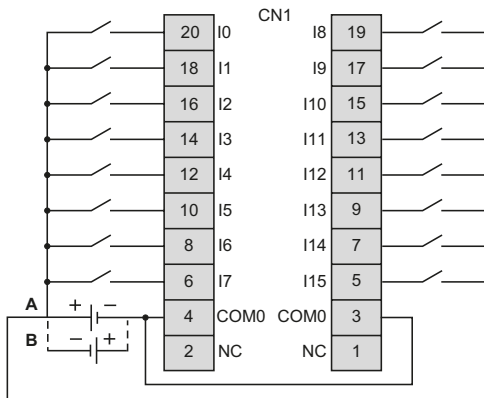 CN1
20 I0 I8 19
18 I1 I9 17
16 I2 I10 15
14 I3 I11 13
12 I4 I12 11
10 I5 I13 9
8 I6 I14 7
6 I7 I15 5
A + − 4 COM0 COM0 3
B − + 2 NC NC 1